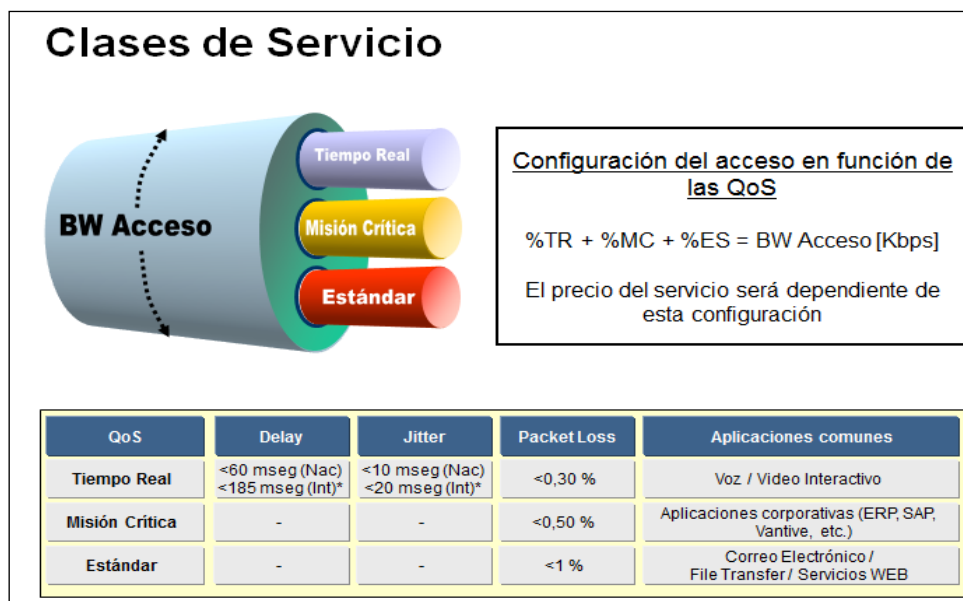 Clases de Servicio
BW Acceso
Tiempo Real
Misión Crítica
Estándar
Configuración del acceso en función de
las QoS
%TR + %MC + %ES = BW Acceso [Kbps]
El precio del servicio será dependiente de
esta configuración
QoS Delay Jitter Packet Loss Aplicaciones comunes
Tiempo Real <60 mseg (Nac) <10 mseg (Nac) <0,30 % Voz / Video Interactivo
<185 mseg (Int)* <20 mseg (Int)*
Misión Crítica - - <0,50 % Aplicaciones corporativas (ERP, SAP,
Vantive, etc.)
Estándar - - <1 % Correo Electrónico /
File Transfer / Servicios WEB